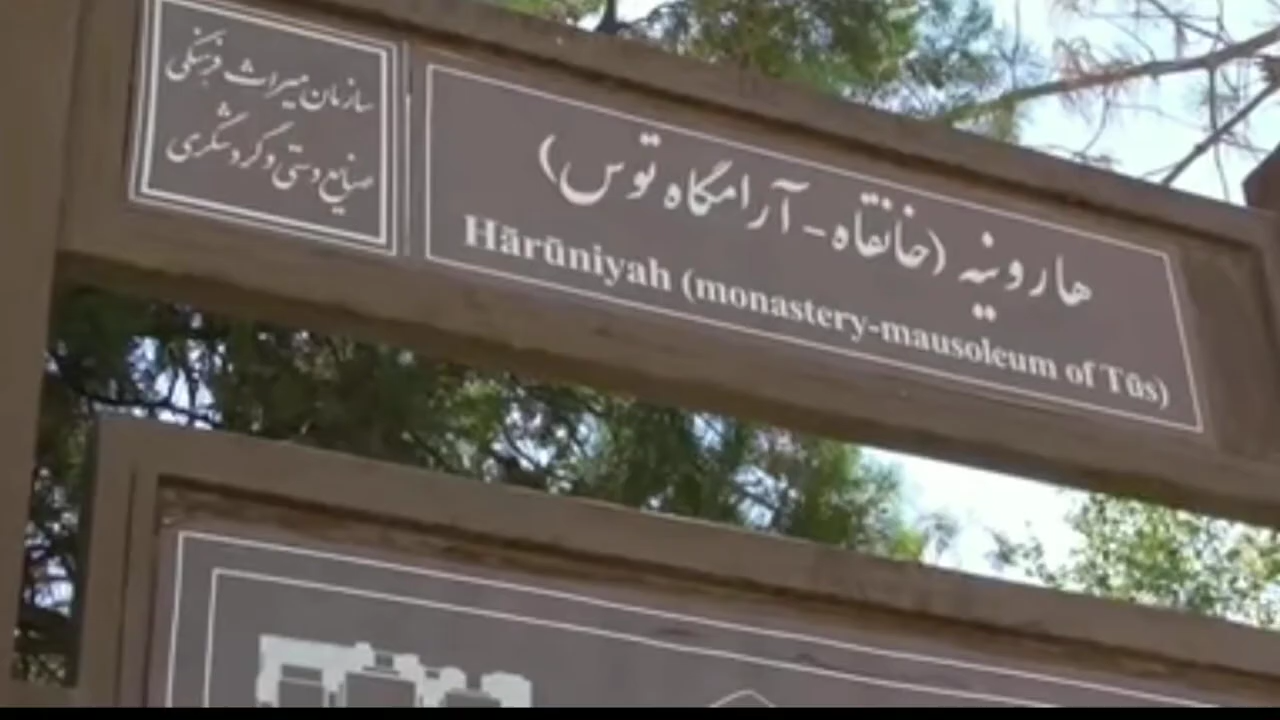 سازمان میراث فرهنگی
صنایع دستی و گردشگری
هارونیه (خانقاه - آرامگاه توس)
Hārūniyah (monastery-mausoleum of Tūs)